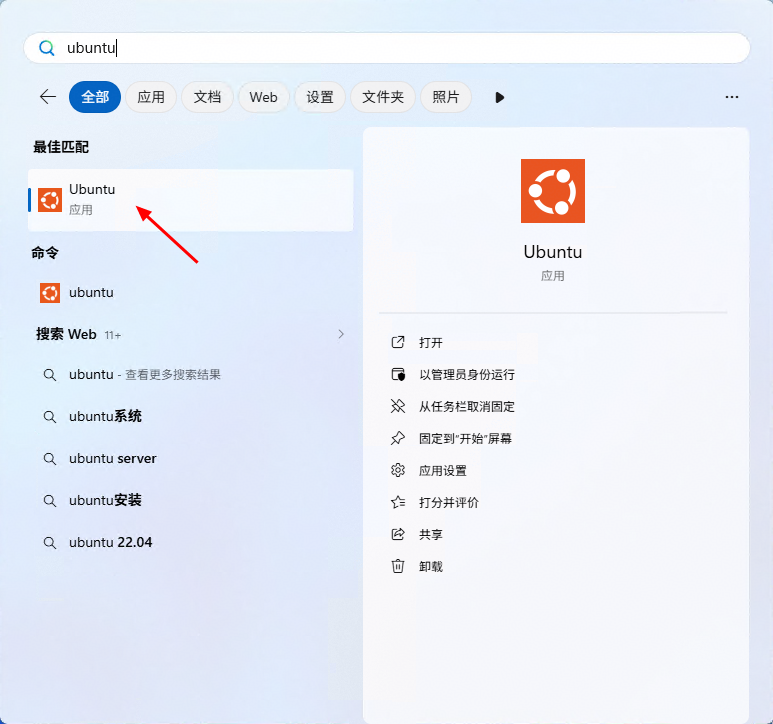 ubuntu
全部 应用 文档 Web 设置 文件夹 照片
最佳匹配
Ubuntu
应用
命令
ubuntu
搜索 Web 11+
ubuntu - 查看更多搜索结果
ubuntu系统
ubuntu server
ubuntu安装
ubuntu 22.04
Ubuntu
应用
打开
以管理员身份运行
从任务栏取消固定
固定到"开始"屏幕
应用设置
打分并评价
共享
卸载